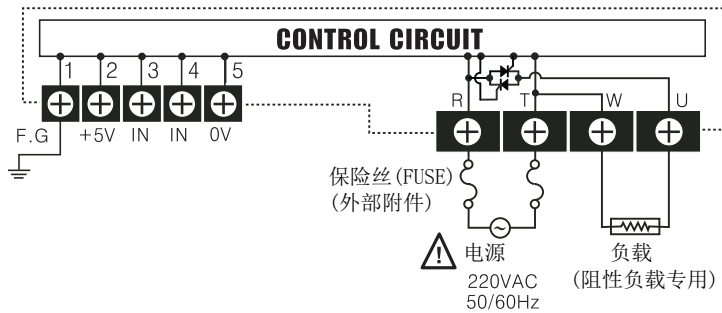 CONTROL CIRCUIT
1 2 3 4 5
R T W U
F.G +5V IN IN 0V
保险丝(FUSE)
(外部附件)
! 电源
220VAC
50/60Hz
负载
(阻性负载专用)